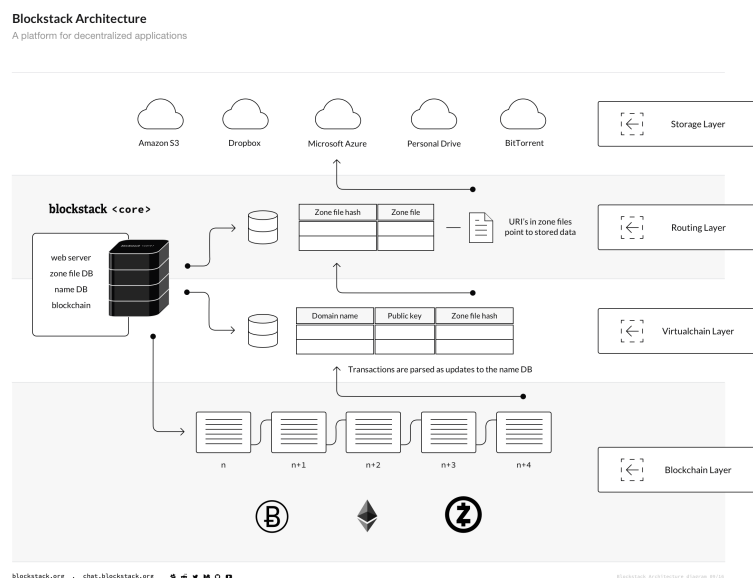 Blockstack Architecture
A platform for decentralized applications
Amazon S3
Dropbox
Microsoft Azure
Personal Drive
BitTorrent
Storage Layer
blockstack <core>
web server
zone file DB
name DB
blockchain
Zone file hash
Zone file
URI's in zone files
point to stored data
Routing Layer
Domain name
Public key
Zone file hash
Virtualchain Layer
Transactions are parsed as updates to the name DB
n
n+1
n+2
n+3
n+4
Blockchain Layer
blockstack.org . chat.blockstack.org